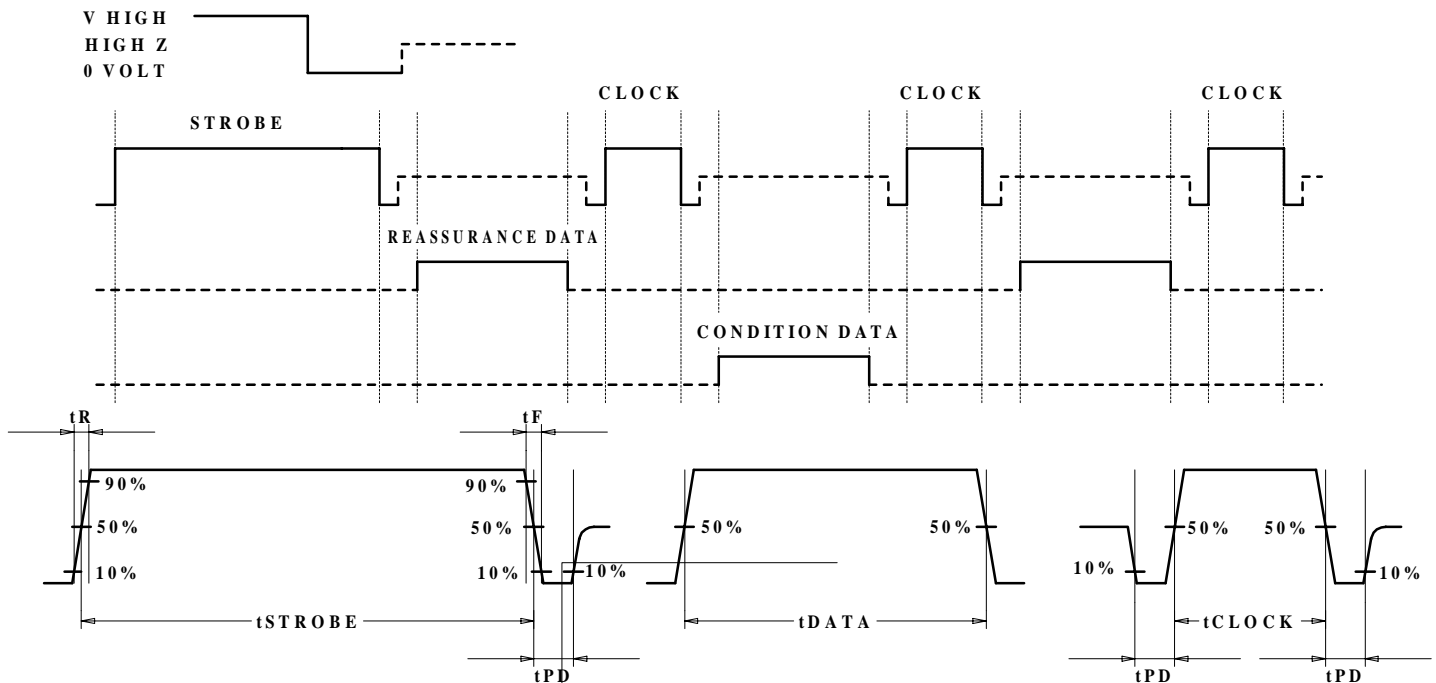 V HIGH
HIGH Z
0 VOLT
CLOCK
CLOCK
CLOCK
STROBE
REASSURANCE DATA
CONDITION DATA
tR
tF
90%
90%
50%
50%
50%
50%
50%
50%
10%
10%
10%
10%
10%
tSTROBE
tDATA
tCLOCK
tPD
tPD
tPD